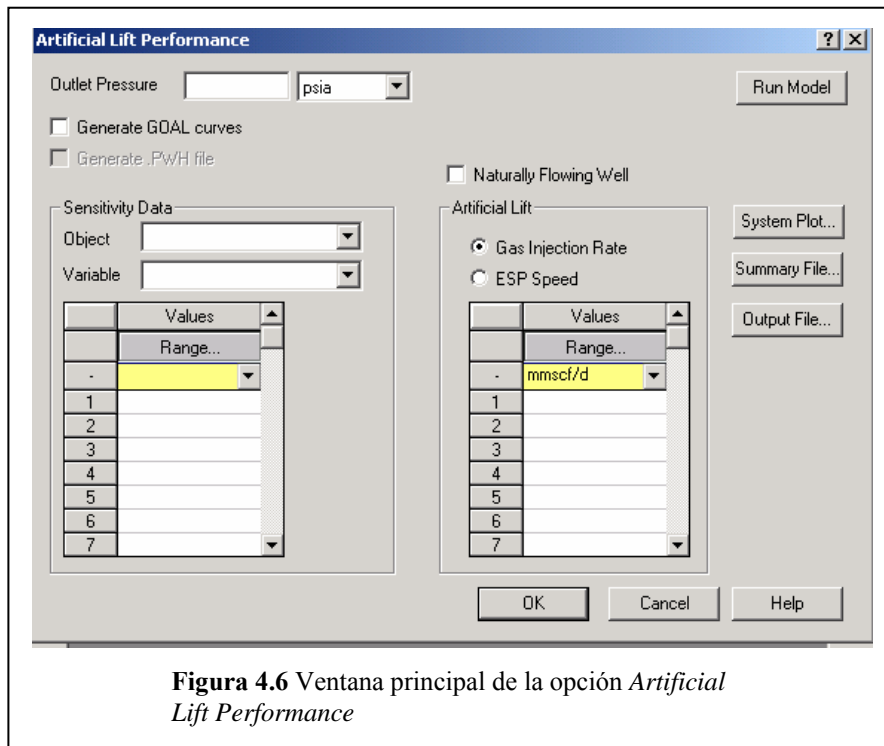 Artificial Lift Performance
Outlet Pressure psia Run Model
Generate GOAL curves
Generate .PWH file
Naturally Flowing Well
Sensitivity Data
Object
Variable
Values
Range...
-
1
2
3
4
5
6
7
Artificial Lift
Gas Injection Rate
ESP Speed
Values
Range...
- mmscf/d
1
2
3
4
5
6
7
System Plot...
Summary File...
Output File...
OK Cancel Help
Figura 4.6 Ventana principal de la opción Artificial
Lift Performance